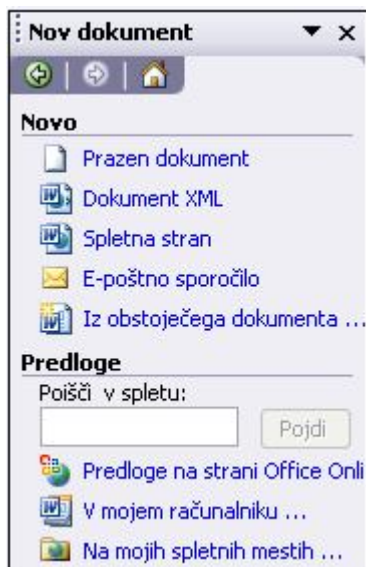 Nov dokument
Novo
Prazen dokument
Dokument XML
Spletna stran
E-poštno sporočilo
Iz obstoječega dokumenta ...
Predloge
Poišči v spletu:
Pojdi
Predloge na strani Office Onli
V mojem računalniku ...
Na mojih spletnih mestih ...